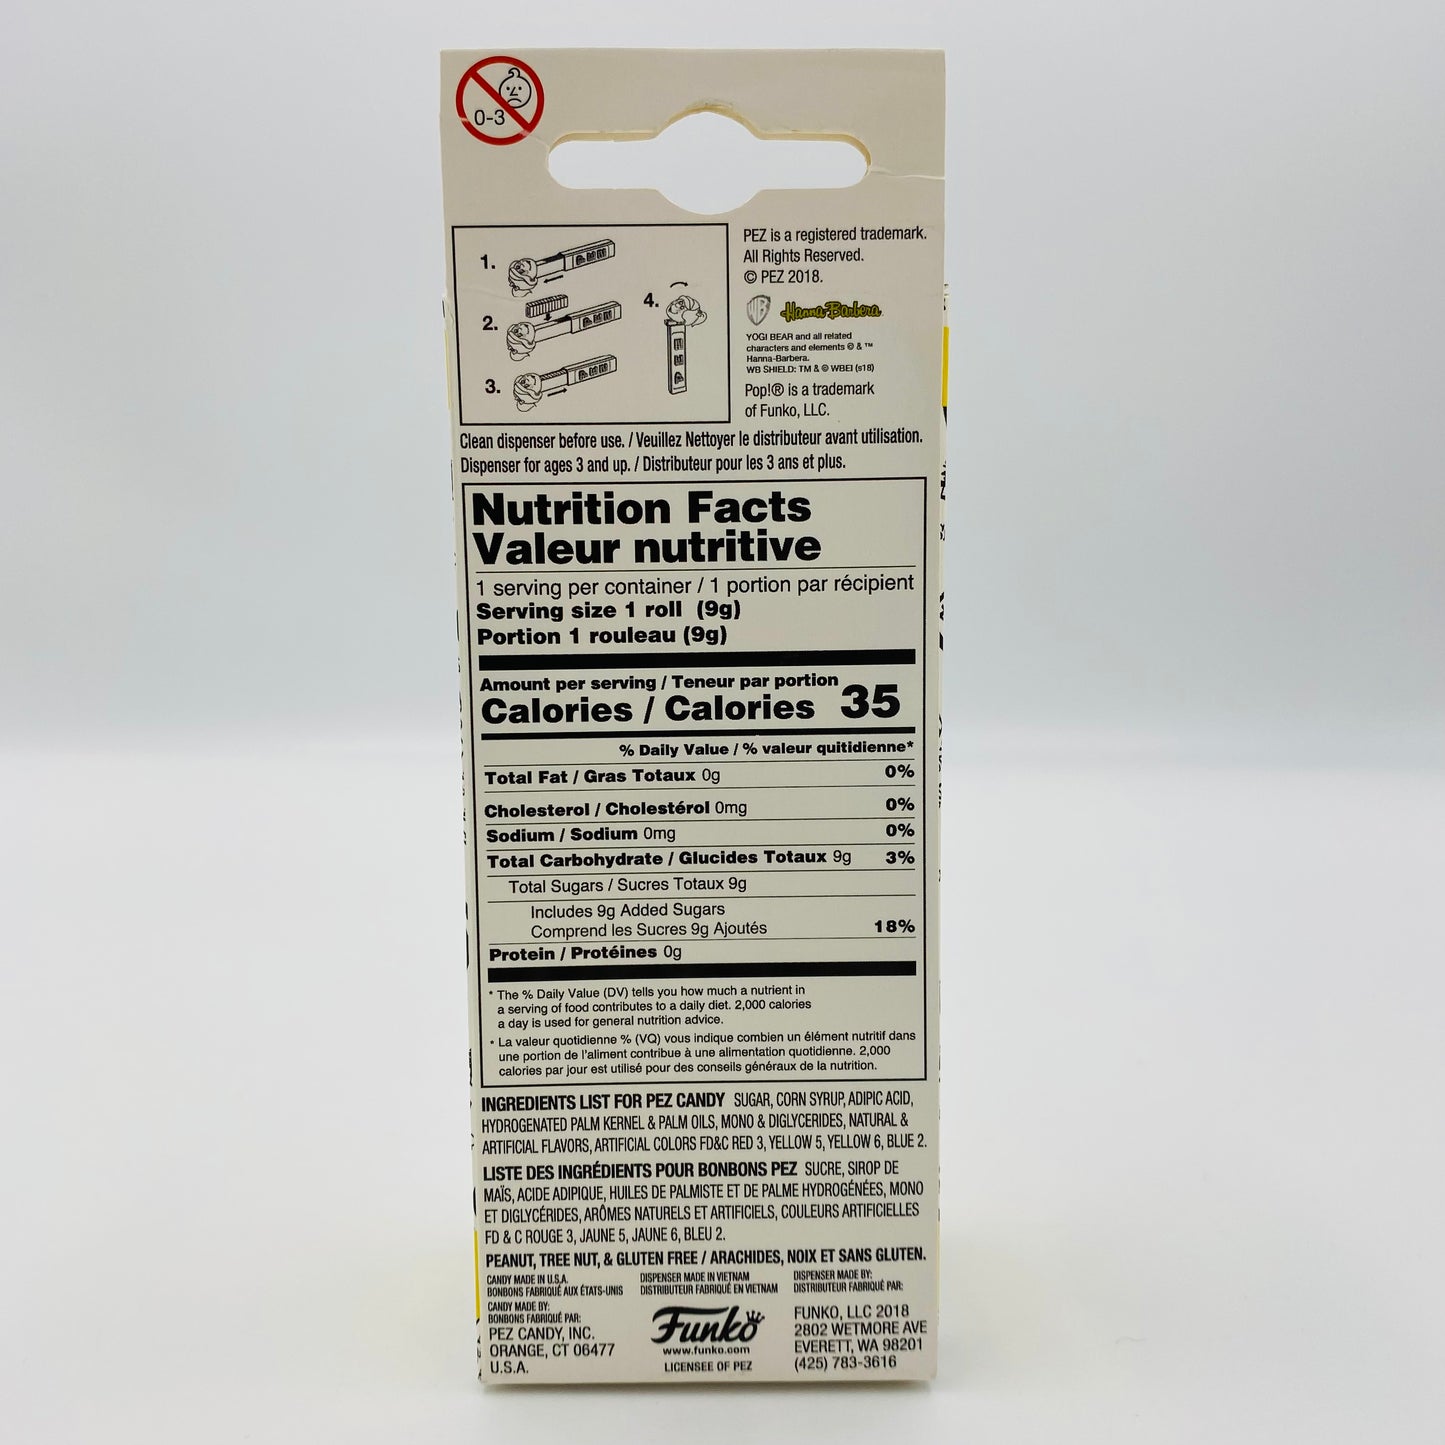 0-3
1.
2.
3.
4.
PEZ is a registered trademark.
All Rights Reserved.
© PEZ 2018.
WB Hanna-Barbera
YOGI BEAR and all related
characters and elements © & ™
Hanna-Barbera.
WB SHIELD: TM & © WBEI (s18)
Pop!® is a trademark
of Funko, LLC.
Clean dispenser before use. / Veuillez Nettoyer le distributeur avant utilisation.
Dispenser for ages 3 and up. / Distributeur pour les 3 ans et plus.
Nutrition Facts
Valeur nutritive
1 serving per container / 1 portion par récipient
Serving size 1 roll (9g)
Portion 1 rouleau (9g)
Amount per serving / Teneur par portion
Calories / Calories 35
% Daily Value / % valeur quitidienne*
Total Fat / Gras Totaux 0g 0%
Cholesterol / Cholestérol 0mg 0%
Sodium / Sodium 0mg 0%
Total Carbohydrate / Glucides Totaux 9g 3%
Total Sugars / Sucres Totaux 9g
Includes 9g Added Sugars
Comprend les Sucres 9g Ajoutés 18%
Protein / Protéines 0g
* The % Daily Value (DV) tells you how much a nutrient in
a serving of food contributes to a daily diet. 2,000 calories
a day is used for general nutrition advice.
* La valeur quotidienne % (VQ) vous indique combien un élément nutritif dans
une portion de l'aliment contribue à une alimentation quotidienne. 2,000
calories par jour est utilisé pour des conseils généraux de la nutrition.
INGREDIENTS LIST FOR PEZ CANDY SUGAR, CORN SYRUP, ADIPIC ACID,
HYDROGENATED PALM KERNEL & PALM OILS, MONO & DIGLYCERIDES, NATURAL &
ARTIFICIAL FLAVORS, ARTIFICIAL COLORS FD&C RED 3, YELLOW 5, YELLOW 6, BLUE 2.
LISTE DES INGRÉDIENTS POUR BONBONS PEZ SUCRE, SIROP DE
MAÏS, ACIDE ADIPIQUE, HUILES DE PALMISTE ET DE PALME HYDROGÉNÉES, MONO
ET DIGLYCÉRIDES, ARÔMES NATURELS ET ARTIFICIELS, COULEURS ARTIFICIELLES
FD & C ROUGE 3, JAUNE 5, JAUNE 6, BLEU 2.
PEANUT, TREE NUT, & GLUTEN FREE / ARACHIDES, NOIX ET SANS GLUTEN.
CANDY MADE IN U.S.A.
BONBONS FABRIQUÉ AUX ÉTATS-UNIS
CANDY MADE BY:
BONBONS FABRIQUÉ PAR:
PEZ CANDY, INC.
ORANGE, CT 06477
U.S.A.
DISPENSER MADE IN VIETNAM
DISTRIBUTEUR FABRIQUÉ EN VIETNAM
Funko
www.funko.com
LICENSEE OF PEZ
DISPENSER MADE BY:
DISTRIBUTEUR FABRIQUÉ PAR:
FUNKO, LLC 2018
2802 WETMORE AVE
EVERETT, WA 98201
(425) 783-3616